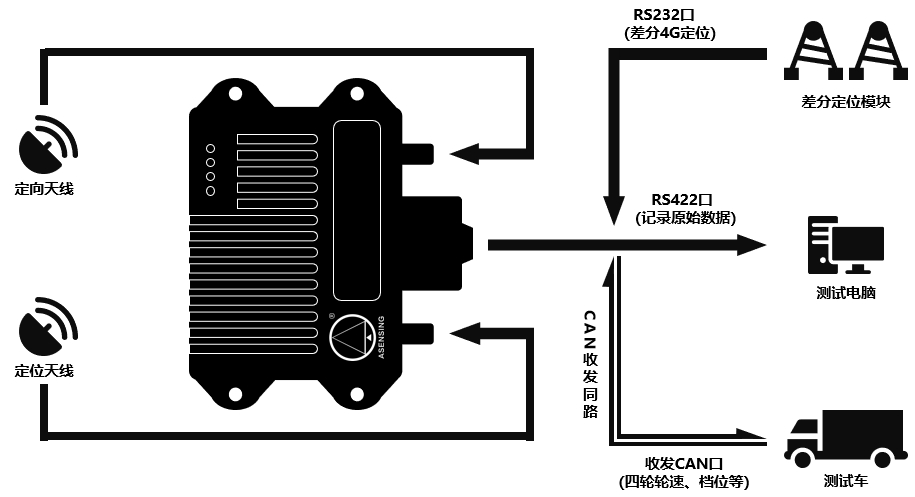 RS232口
(差分4G定位)
差分定位模块
定向天线
RS422口
(记录原始数据)
测试电脑
®
ASENSING
定位天线
CAN收发同路
收发CAN口
(四轮轮速、档位等)
测试车